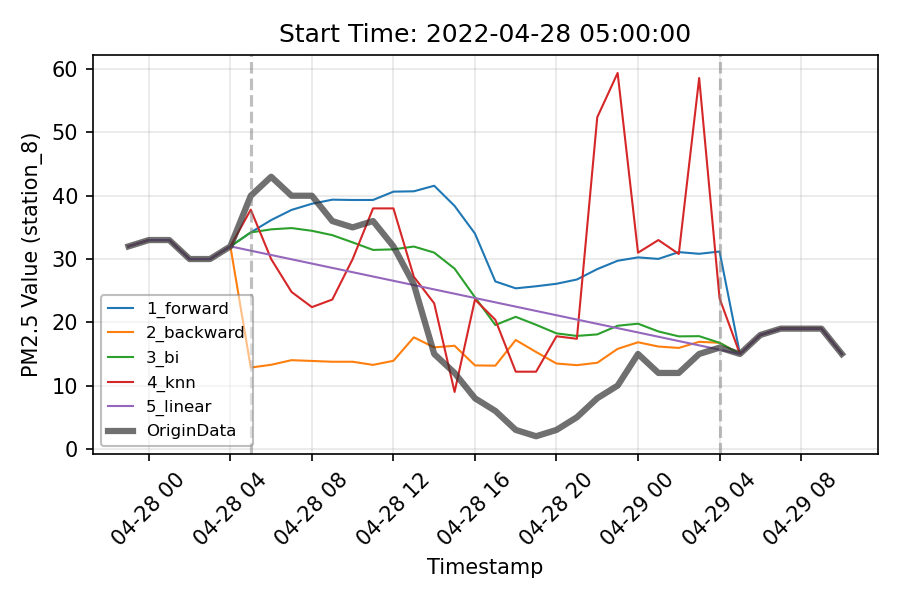 Start Time: 2022-04-28 05:00:00
PM2.5 Value (station_8)
60
50
40
30
20
10
0
1_forward
2_backward
3_bi
4_knn
5_linear
OriginData
04-28 00
04-28 04
04-28 08
04-28 12
04-28 16
04-28 20
04-29 00
04-29 04
04-29 08
Timestamp